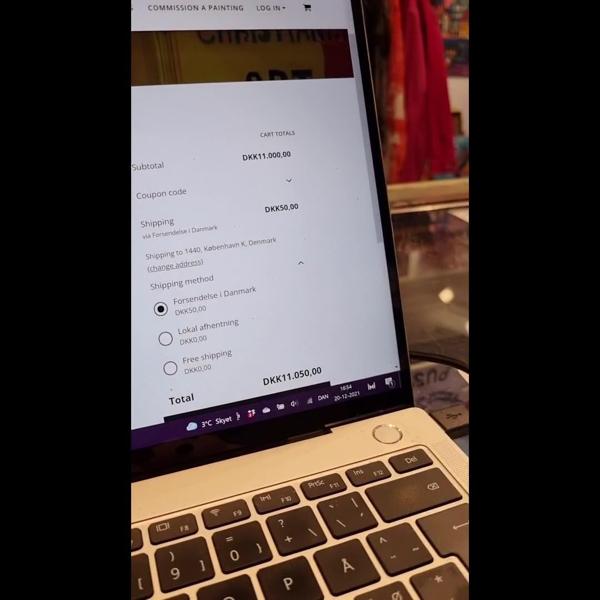 COMMISSION A PAINTING LOG IN
ART
CART TOTALS
Subtotal DKK11.000,00
Coupon code
Shipping DKK50,00
via Forsendelse i Danmark
Shipping to 1440, København K, Denmark
(change address)
Shipping method
Forsendelse i Danmark
DKK50,00
Lokal afhentning
DKK0,00
Free shipping
DKK0,00
Total DKK11.050,00
3°C Skyet DAN 16:54
20-12-2021
F8 F9 F10 PrtSc F11 Ins F12 Del
) 9 ] = 0 } ? + \ | \
P Å ^ ~
Ø *